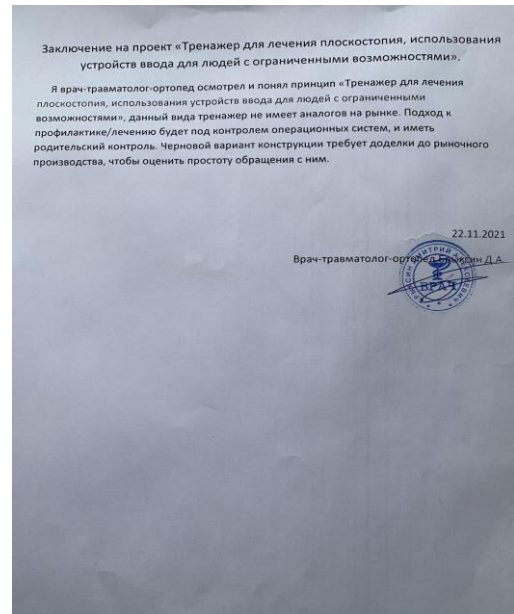 Заключение на проект «Тренажер для лечения плоскостопия, использования
устройств ввода для людей с ограниченными возможностями».
Я врач-травматолог-ортопед осмотрел и понял принцип «Тренажер для лечения
плоскостопия, использования устройств ввода для людей с ограниченными
возможностями», данный вида тренажер не имеет аналогов на рынке. Подход к
профилактике/лечению будет под контролем операционных систем, и иметь
родительский контроль. Черновой вариант конструкции требует доделки до рыночного
производства, чтобы оценить простоту обращения с ним.
22.11.2021
Врач-травматолог-ортопед Д.А.
ВРАЧ